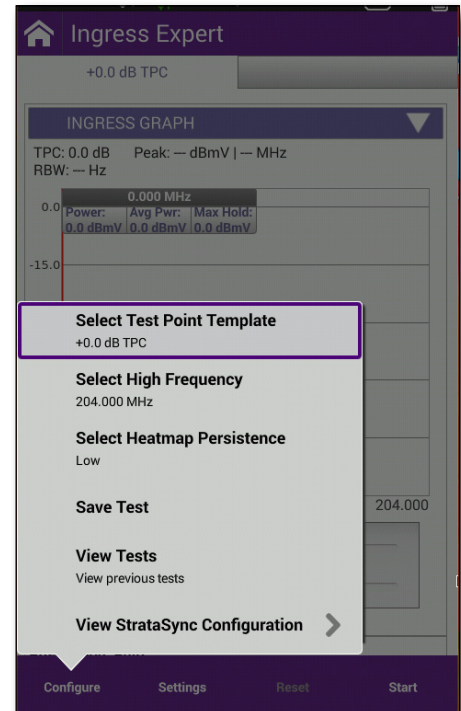 Ingress Expert
+0.0 dB TPC
INGRESS GRAPH
TPC: 0.0 dB Peak: --- dBmV | --- MHz
RBW: --- Hz
0.000 MHz
0.0
Power: Avg Pwr: Max Hold:
0.0 dBmV 0.0 dBmV 0.0 dBmV
-15.0
Select Test Point Template
+0.0 dB TPC
Select High Frequency
204.000 MHz
Select Heatmap Persistence
Low
Save Test
204.000
View Tests
View previous tests
View StrataSync Configuration
Configure Settings Reset Start